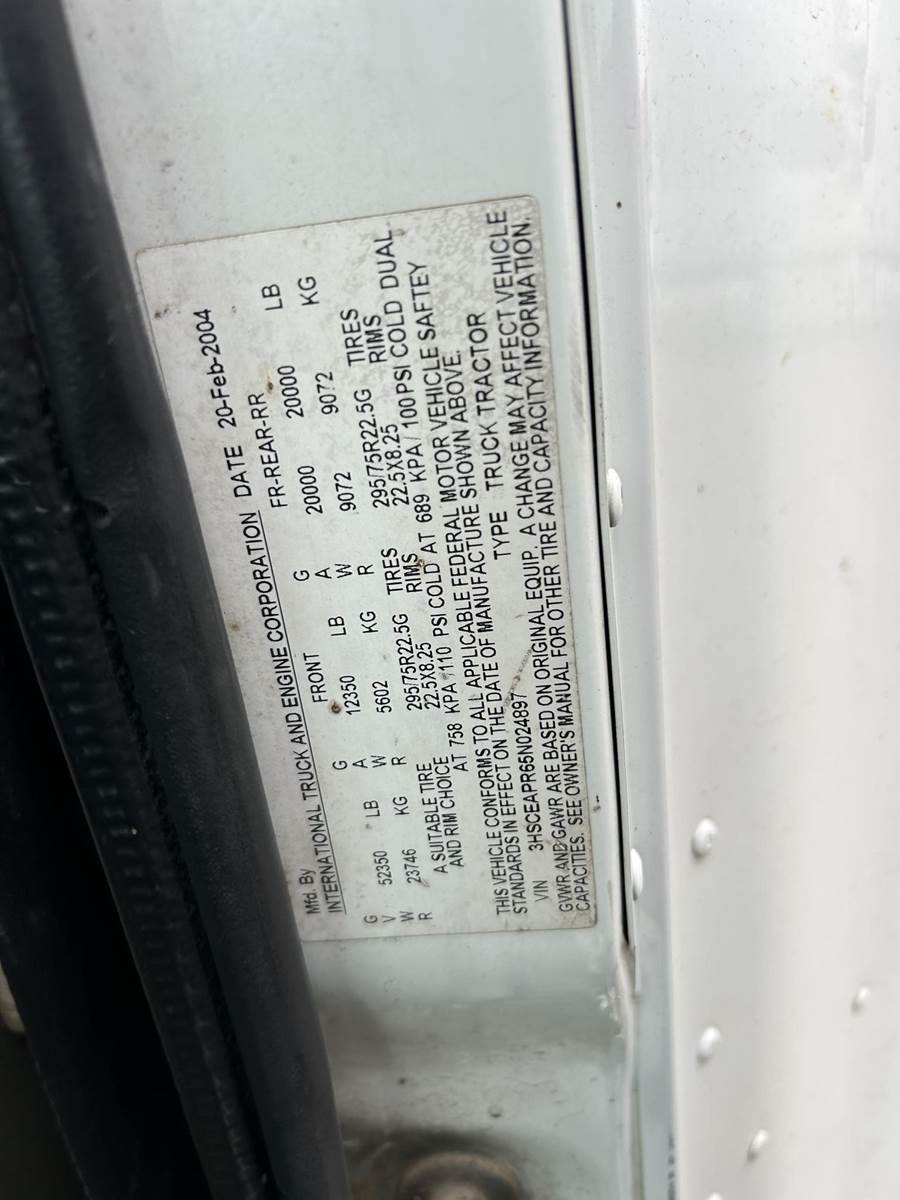 Mfd. By
INTERNATIONAL TRUCK AND ENGINE CORPORATION DATE 20-Feb-2004
FRONT FR-REAR-RR
G 52350 LB G 12350 LB G 20000 20000 LB
V A A
W 23746 KG W 5602 KG W 9072 9072 KG
R R R
A SUITABLE TIRE 295/75R22.5G TIRES 295/75R22.5G TIRES
AND RIM CHOICE 22.5X8.25 RIMS 22.5X8.25 RIMS
AT 758 KPA / 110 PSI COLD AT 689 KPA / 100 PSI COLD DUAL
THIS VEHICLE CONFORMS TO ALL APPLICABLE FEDERAL MOTOR VEHICLE SAFTEY
STANDARDS IN EFFECT ON THE DATE OF MANUFACTURE SHOWN ABOVE.
VIN 3HSCEAPR65N024897 TYPE TRUCK TRACTOR
GVWR AND GAWR ARE BASED ON ORIGINAL EQUIP. A CHANGE MAY AFFECT VEHICLE
CAPACITIES. SEE OWNER'S MANUAL FOR OTHER TIRE AND CAPACITY INFORMATION.